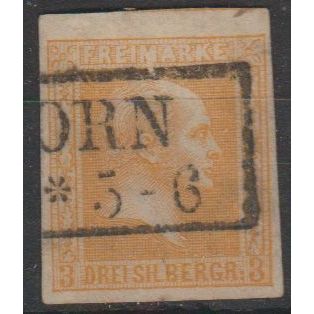 FREIMARKE
ORN
* 5-6
3 DREI SILBERGR: 3